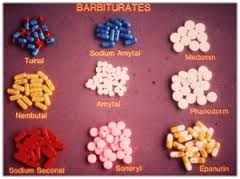 BARBITURATES
Tuinal
Sodium Amytal
Medomin
Nembutal
Amytal
Phanodorm
Sodium Seconal
Soneryl
Epanutin